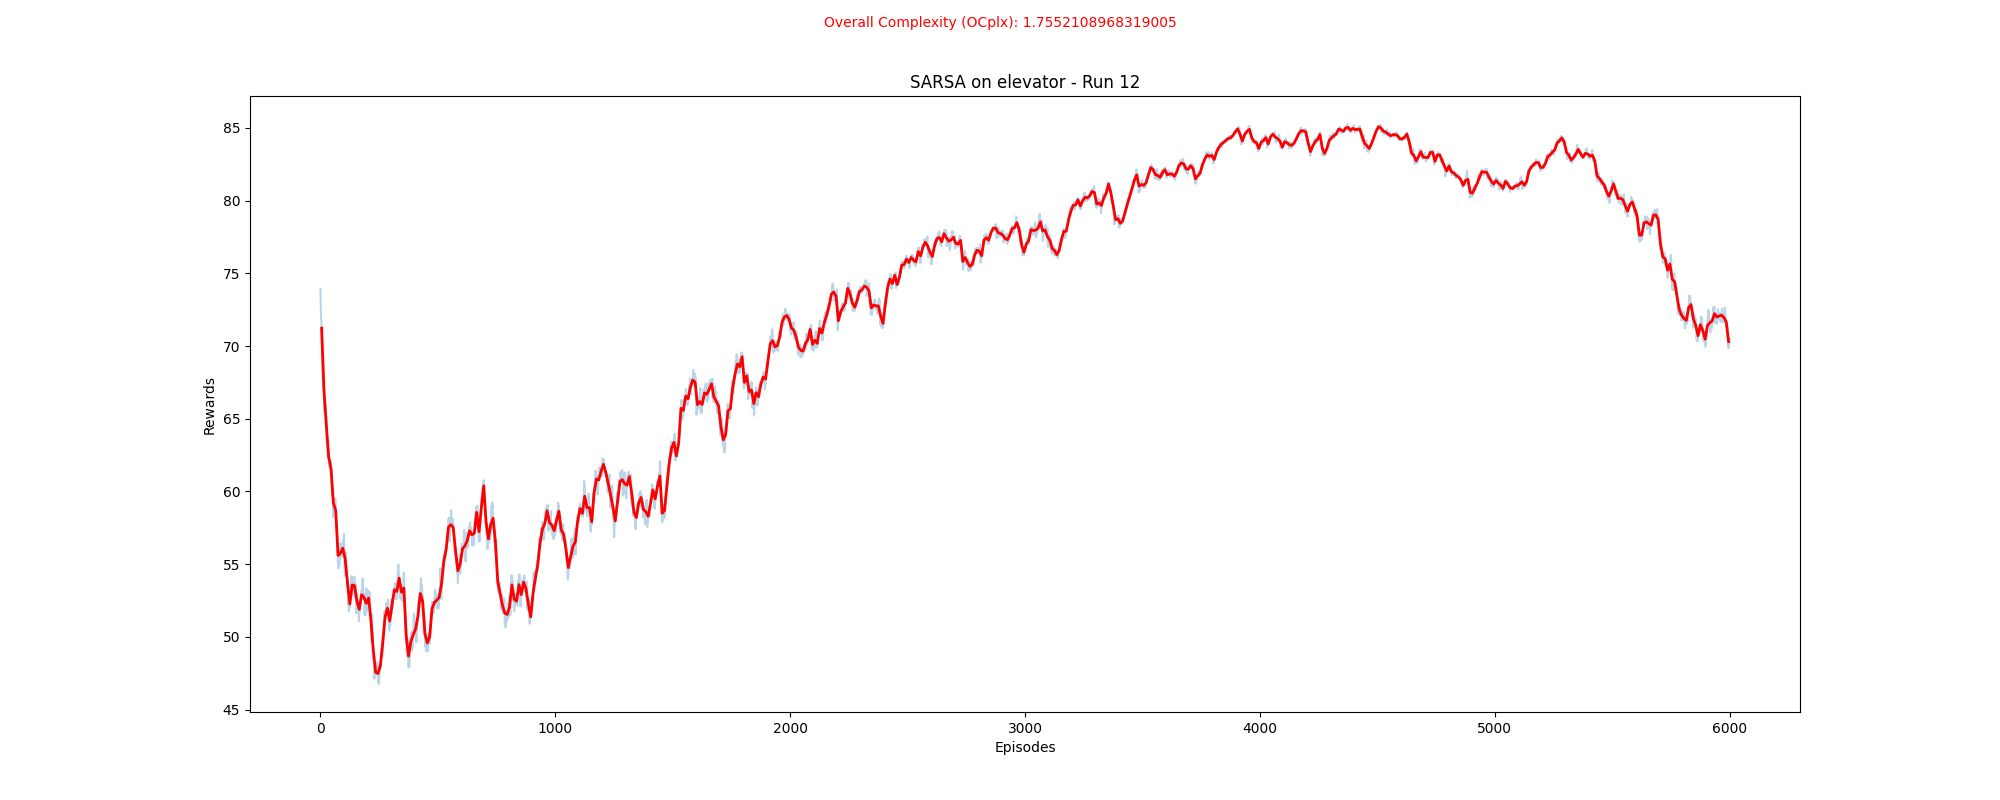 Overall Complexity (OCplx): 1.7552108968319005
SARSA on elevator - Run 12
85
80
75
70
65
60
55
50
45
Rewards
0 1000 2000 3000 4000 5000 6000
Episodes